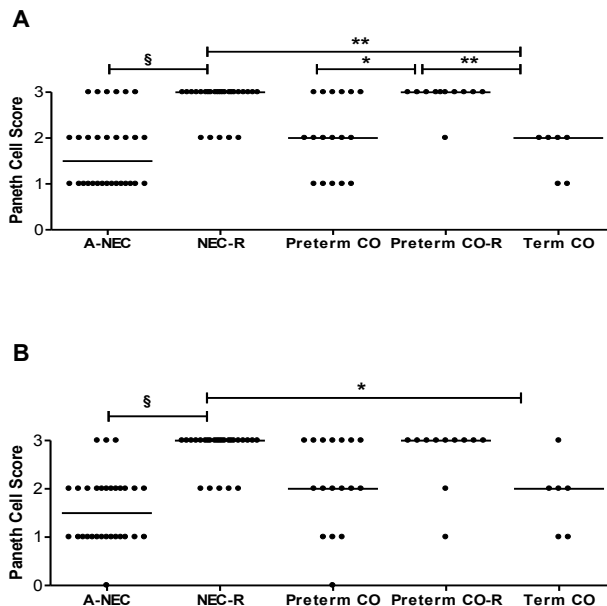 A
**
§ * **
Paneth Cell Score
3
2
1
0
A-NEC NEC-R Preterm CO Preterm CO-R Term CO
B
*
§
Paneth Cell Score
3
2
1
0
A-NEC NEC-R Preterm CO Preterm CO-R Term CO